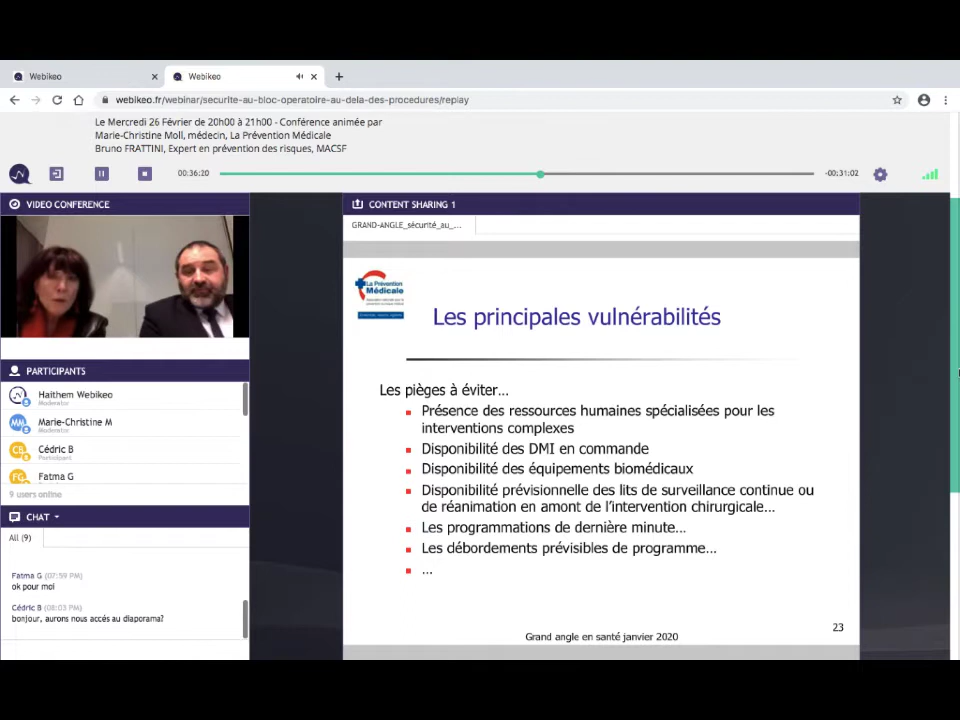 Webikeo
Webikeo
webikeo.fr/webinar/securite-au-bloc-operatoire-au-dela-des-procedures/replay
Le Mercredi 26 Février de 20h00 à 21h00 - Conférence animée par
Marie-Christine Moll, médecin, La Prévention Médicale
Bruno FRATTINI, Expert en prévention des risques, MACSF
00:36:20
-00:31:02
VIDEO CONFERENCE
PARTICIPANTS
Haithem Webikeo
Moderator
MM
Marie-Christine M
Moderator
CB
Cédric B
Participant
FG
Fatma G
9 users online
CHAT
All (9)
Fatma G (07:59 PM)
ok pour moi
Cédric B (08:03 PM)
bonjour, aurons nous accés au diaporama?
CONTENT SHARING 1
GRAND-ANGLE_sécurité_au_...
La Prévention
Médicale
Les principales vulnérabilités
Les pièges à éviter...
Présence des ressources humaines spécialisées pour les
interventions complexes
Disponibilité des DMI en commande
Disponibilité des équipements biomédicaux
Disponibilité prévisionnelle des lits de surveillance continue ou
de réanimation en amont de l'intervention chirurgicale...
Les programmations de dernière minute...
Les débordements prévisibles de programme...
...
23
Grand angle en santé janvier 2020